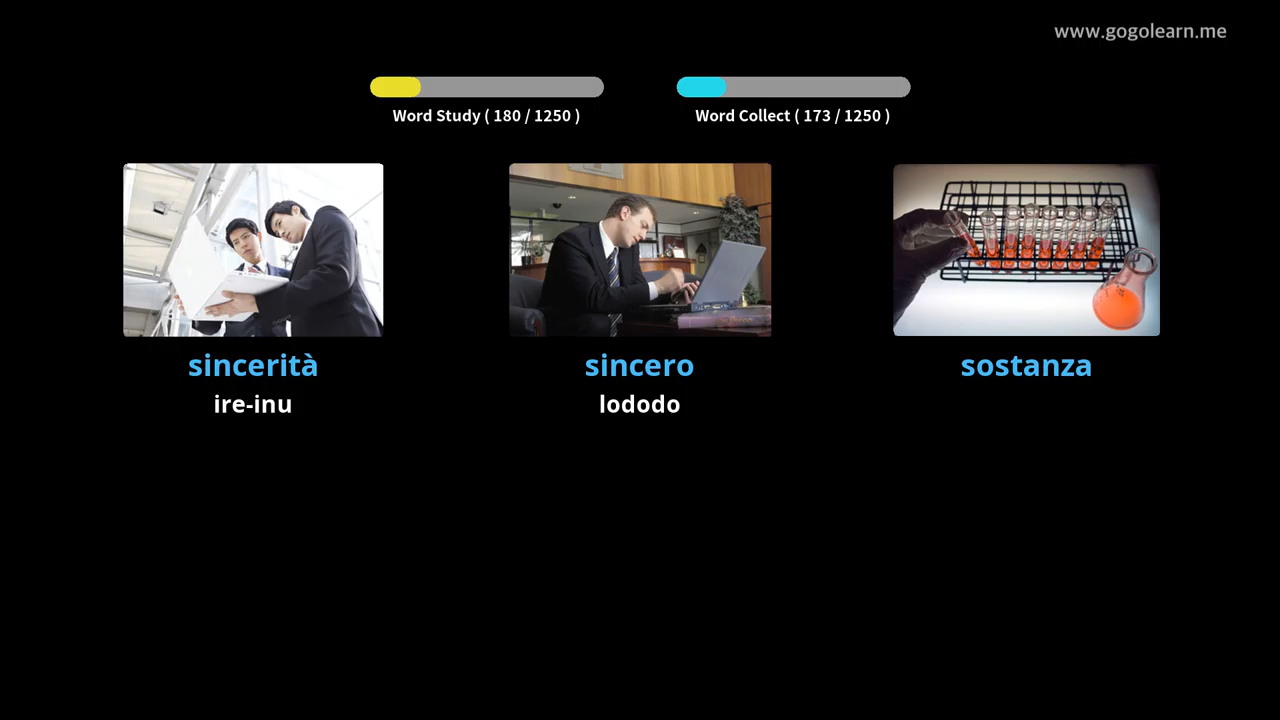 www.gogolearn.me
Word Study ( 180 / 1250 )
Word Collect ( 173 / 1250 )
sincerità
sincero
sostanza
ire-inu
lododo